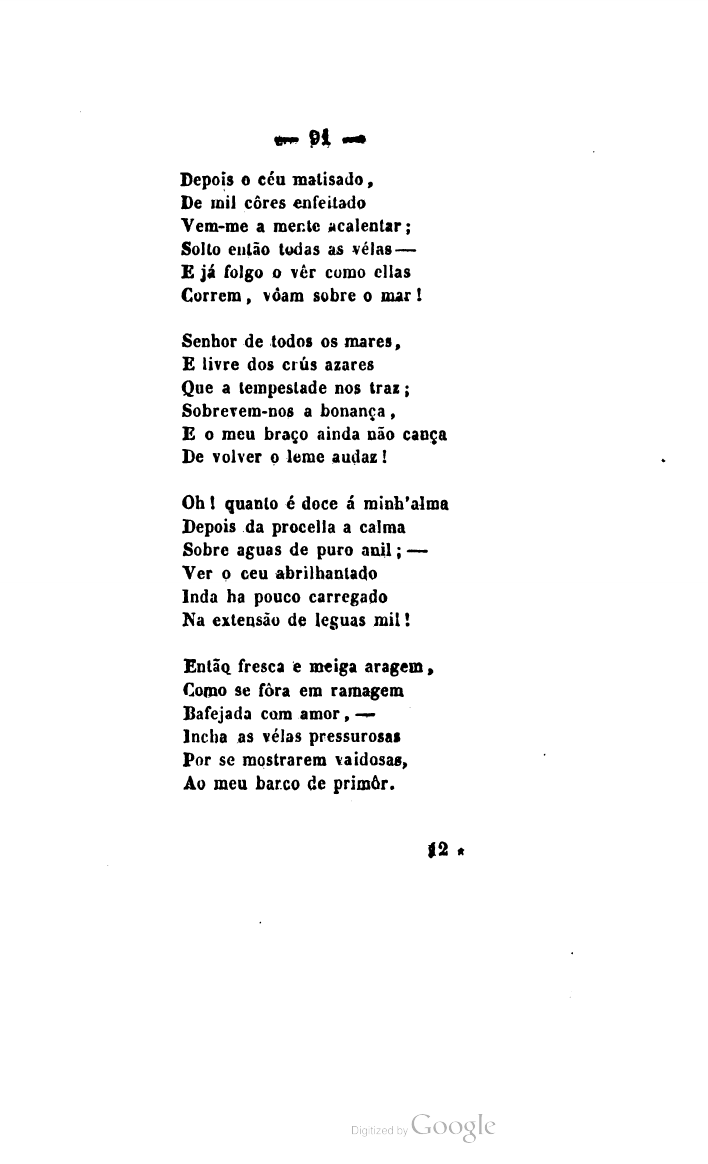 — 91 —
Depois o céu matisado,
De mil côres enfeitado
Vem-me a mente acalentar;
Solto então todas as vélas—
E já folgo o vêr como ellas
Correm, vôam sobre o mar!
Senhor de todos os mares,
E livre dos crús azares
Que a tempestade nos traz;
Sobrevem-nos a bonança,
E o meu braço ainda não cança
De volver o leme audaz!
Oh! quanto é doce á minh'alma
Depois da procella a calma
Sobre aguas de puro anil;—
Ver o ceu abrilhantado
Inda ha pouco carregado
Na extensão de leguas mil!
Então fresca e meiga aragem,
Como se fôra em ramagem
Bafejada com amor,—
Incha as vélas pressurosas
Por se mostrarem vaidosas,
Ao meu barco de primôr.
12 *
Digitized by Google